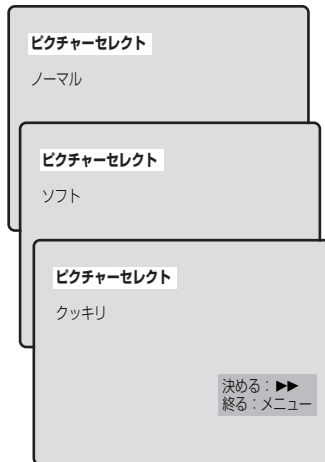 ピクチャーセレクト
ノーマル
ピクチャーセレクト
ソフト
ピクチャーセレクト
クッキリ
決める：▶▶
終る：メニュー